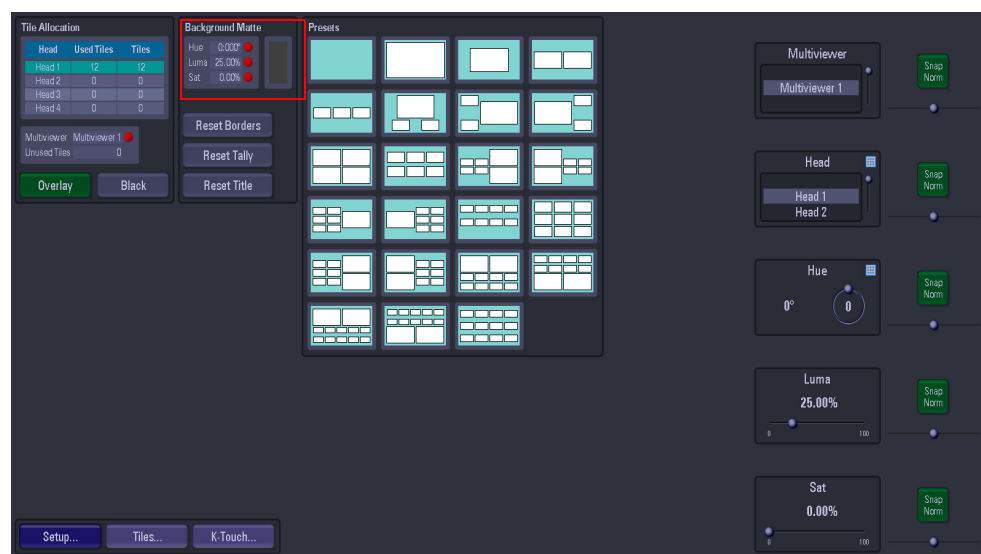 Tile Allocation
Head Used Tiles Tiles
Head 1 12 12
Head 2 0 0
Head 3 0 0
Head 4 0 0
Multiviewer Multiviewer 1
Unused Tiles 0
Overlay Black
Background Matte
Hue 0:000°
Luma 25.00%
Sat 0.00%
Reset Borders
Reset Tally
Reset Title
Presets
Multiviewer
Multiviewer 1
Snap
Norm
Head
Head 1
Head 2
Snap
Norm
Hue
0° 0
Snap
Norm
Luma
25.00%
0 100
Snap
Norm
Sat
0.00%
0 100
Snap
Norm
Setup... Tiles... K-Touch...